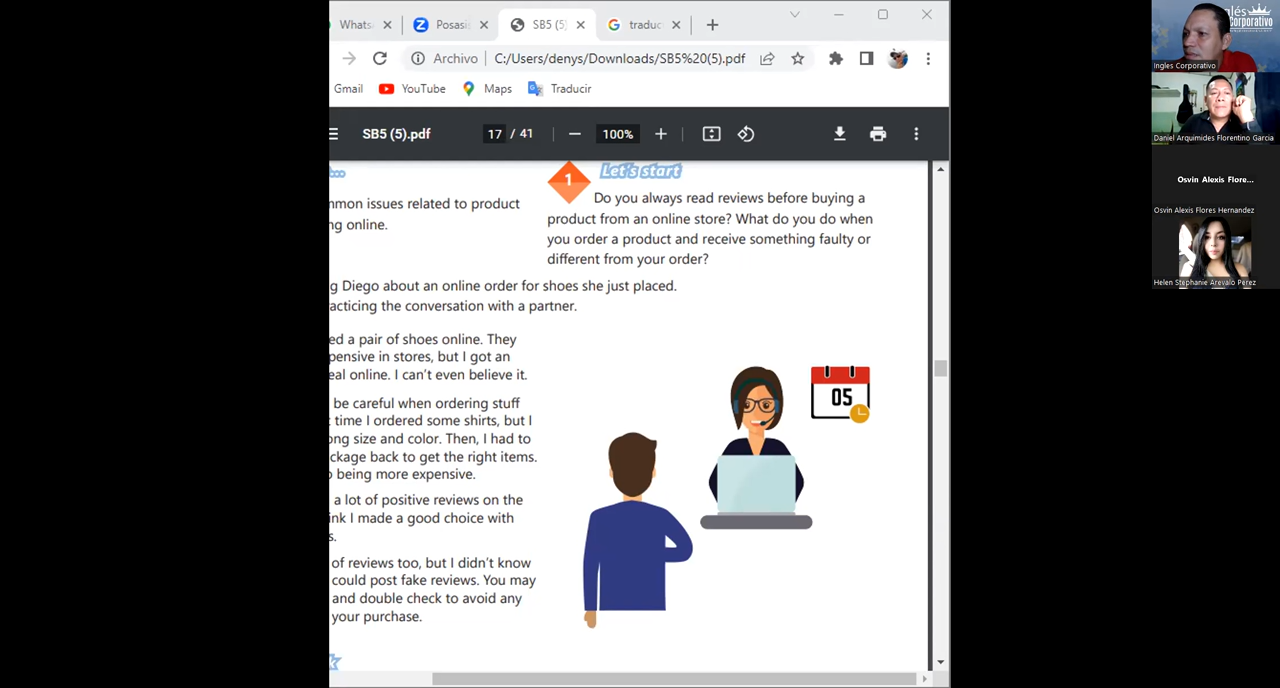 Whats
Posasig
SB5 (5)
traduc
Archivo
C:/Users/denys/Downloads/SB5%20(5).pdf
Gmail
YouTube
Maps
Traducir
SB5 (5).pdf
17 / 41
100%
1
Let's start
mmon issues related to product
ng online.
Do you always read reviews before buying a
product from an online store? What do you do when
you order a product and receive something faulty or
different from your order?
g Diego about an online order for shoes she just placed.
acticing the conversation with a partner.
ed a pair of shoes online. They
pensive in stores, but I got an
eal online. I can't even believe it.
be careful when ordering stuff
t time I ordered some shirts, but I
ong size and color. Then, I had to
ckage back to get the right items.
o being more expensive.
a lot of positive reviews on the
ink I made a good choice with
s.
of reviews too, but I didn't know
could post fake reviews. You may
and double check to avoid any
your purchase.
05
Inglés
Corporativo
Ingles Corporativo
Daniel Arquimides Florentino Garcia
Osvin Alexis Flore...
Osvin Alexis Flores Hernandez
Helen Stephanie Arevalo Perez